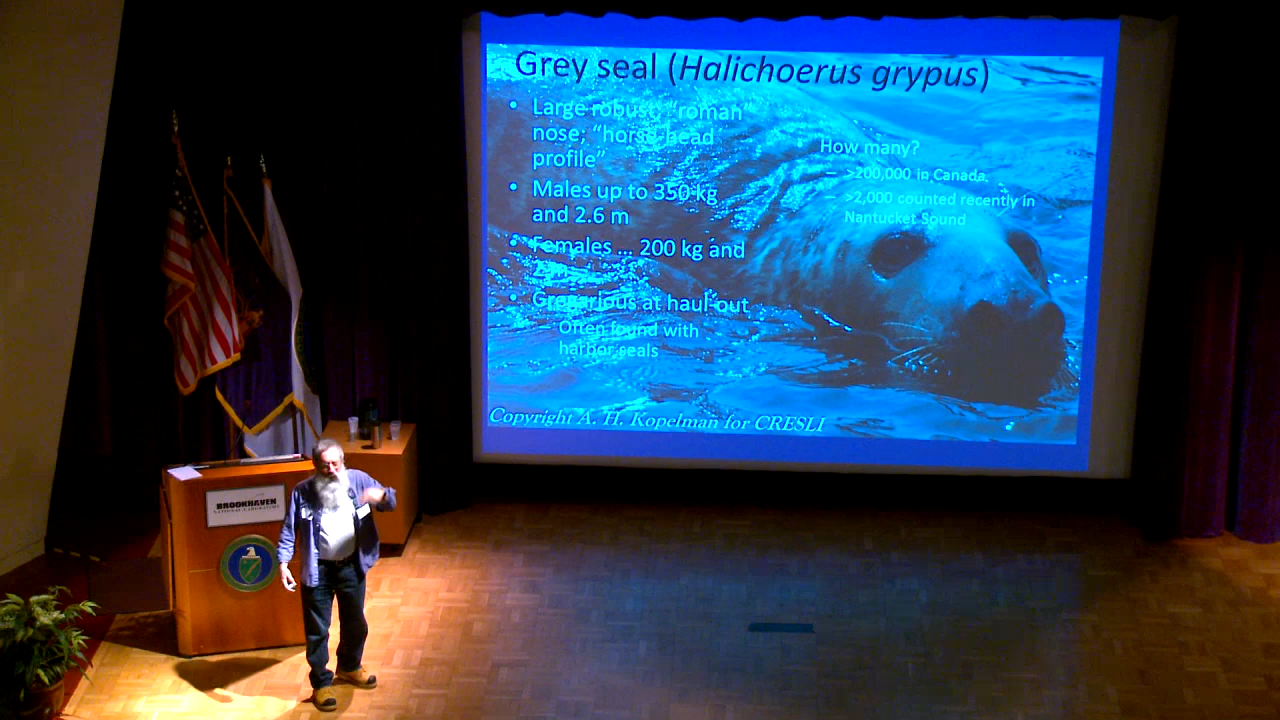 Grey seal (Halichoerus grypus)
• Large robust; "roman"
nose; "horse-head
profile"
• Males up to 350 kg
and 2.6 m
• Females ... 200 kg and
• Gregarious at haul-out
Often found with
harbor seals
How many?
– >200,000 in Canada,
– >2,000 counted recently in
Nantucket Sound
Copyright A. H. Kopelman for CRESLI
BROOKHAVEN
NATIONAL LABORATORY